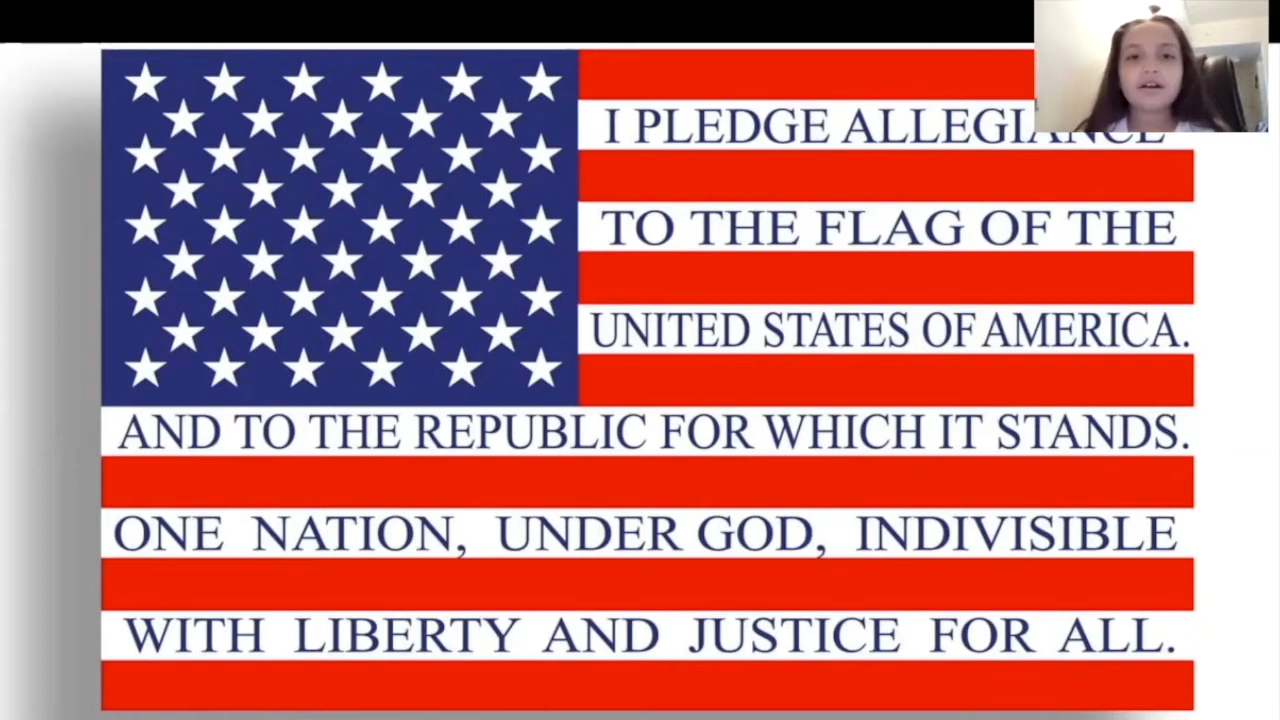 I PLEDGE ALLEGIANCE
TO THE FLAG OF THE
UNITED STATES OF AMERICA.
AND TO THE REPUBLIC FOR WHICH IT STANDS.
ONE NATION, UNDER GOD, INDIVISIBLE
WITH LIBERTY AND JUSTICE FOR ALL.